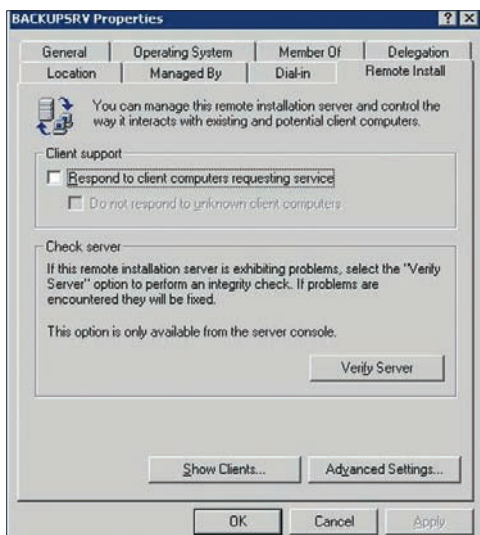 BACKUPSRV Properties
General Operating System Member Of Delegation
Location Managed By Dial-in Remote Install
You can manage this remote installation server and control the
way it interacts with existing and potential client computers.
Client support
Respond to client computers requesting service
Do not respond to unknown client computers
Check server
If this remote installation server is exhibiting problems, select the "Verify
Server" option to perform an integrity check. If problems are
encountered they will be fixed.
This option is only available from the server console.
Verify Server
Show Clients... Advanced Settings...
OK Cancel Apply